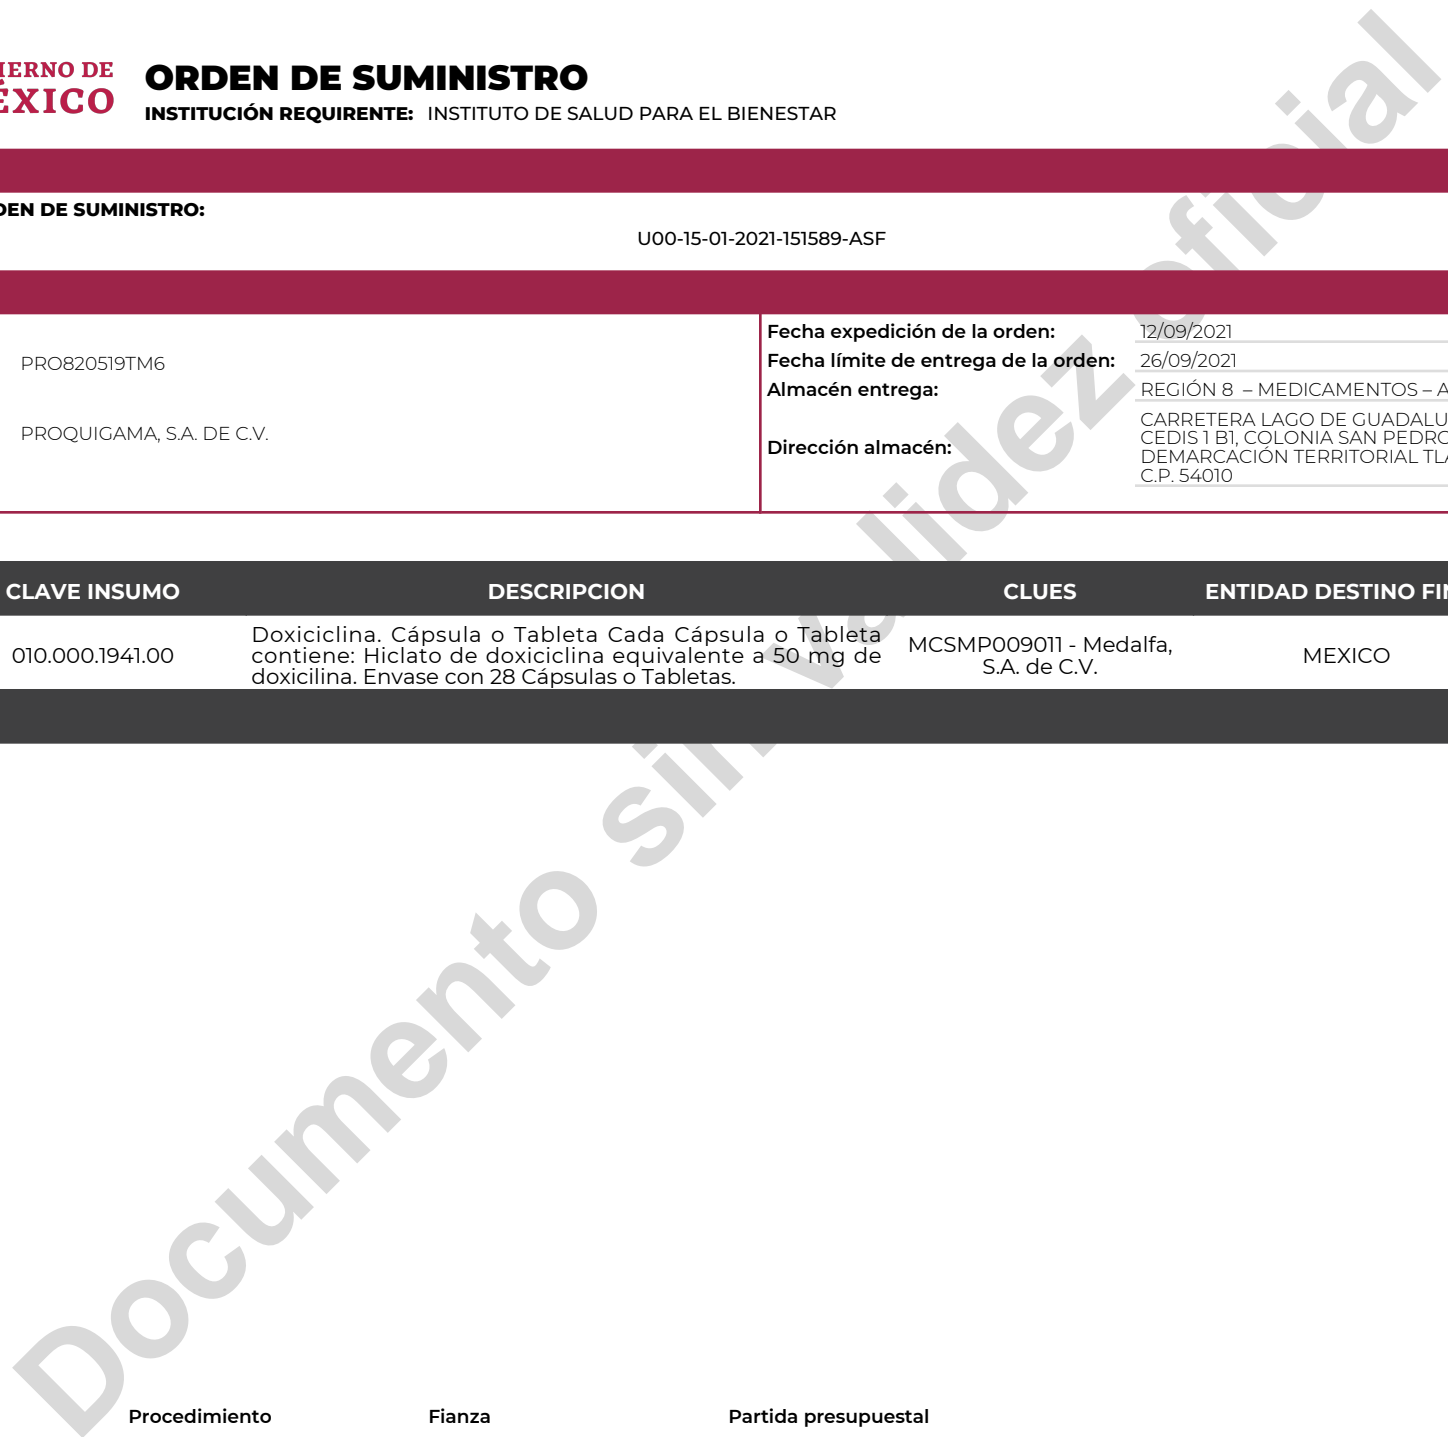 IERNO DE
ÉXICO
ORDEN DE SUMINISTRO
INSTITUCIÓN REQUIRENTE: INSTITUTO DE SALUD PARA EL BIENESTAR
DEN DE SUMINISTRO:
U00-15-01-2021-151589-ASF
PRO820519TM6
PROQUIGAMA, S.A. DE C.V.
Fecha expedición de la orden: 12/09/2021
Fecha límite de entrega de la orden: 26/09/2021
Almacén entrega: REGIÓN 8 – MEDICAMENTOS – A
Dirección almacén: CARRETERA LAGO DE GUADALU
CEDIS 1 B1, COLONIA SAN PEDRO
DEMARCACIÓN TERRITORIAL TLA
C.P. 54010
CLAVE INSUMO DESCRIPCION CLUES ENTIDAD DESTINO FIN
010.000.1941.00
Doxiciclina. Cápsula o Tableta Cada Cápsula o Tableta
contiene: Hiclato de doxiciclina equivalente a 50 mg de
doxicilina. Envase con 28 Cápsulas o Tabletas.
MCSMP009011 - Medalfa,
S.A. de C.V.
MEXICO
Documento sin validez oficial
Procedimiento Fianza Partida presupuestal